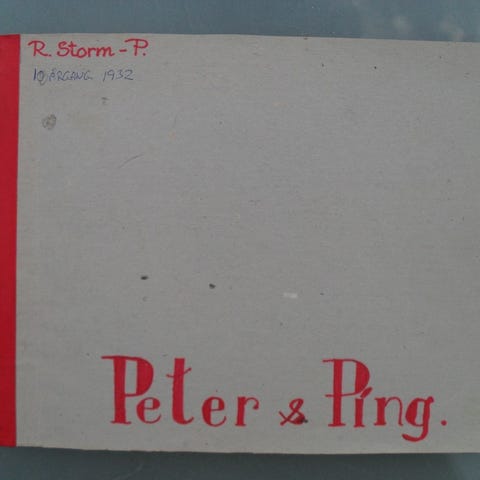 R. Storm-P.
10 ÅRGANG. 1932
Peter & Ping.